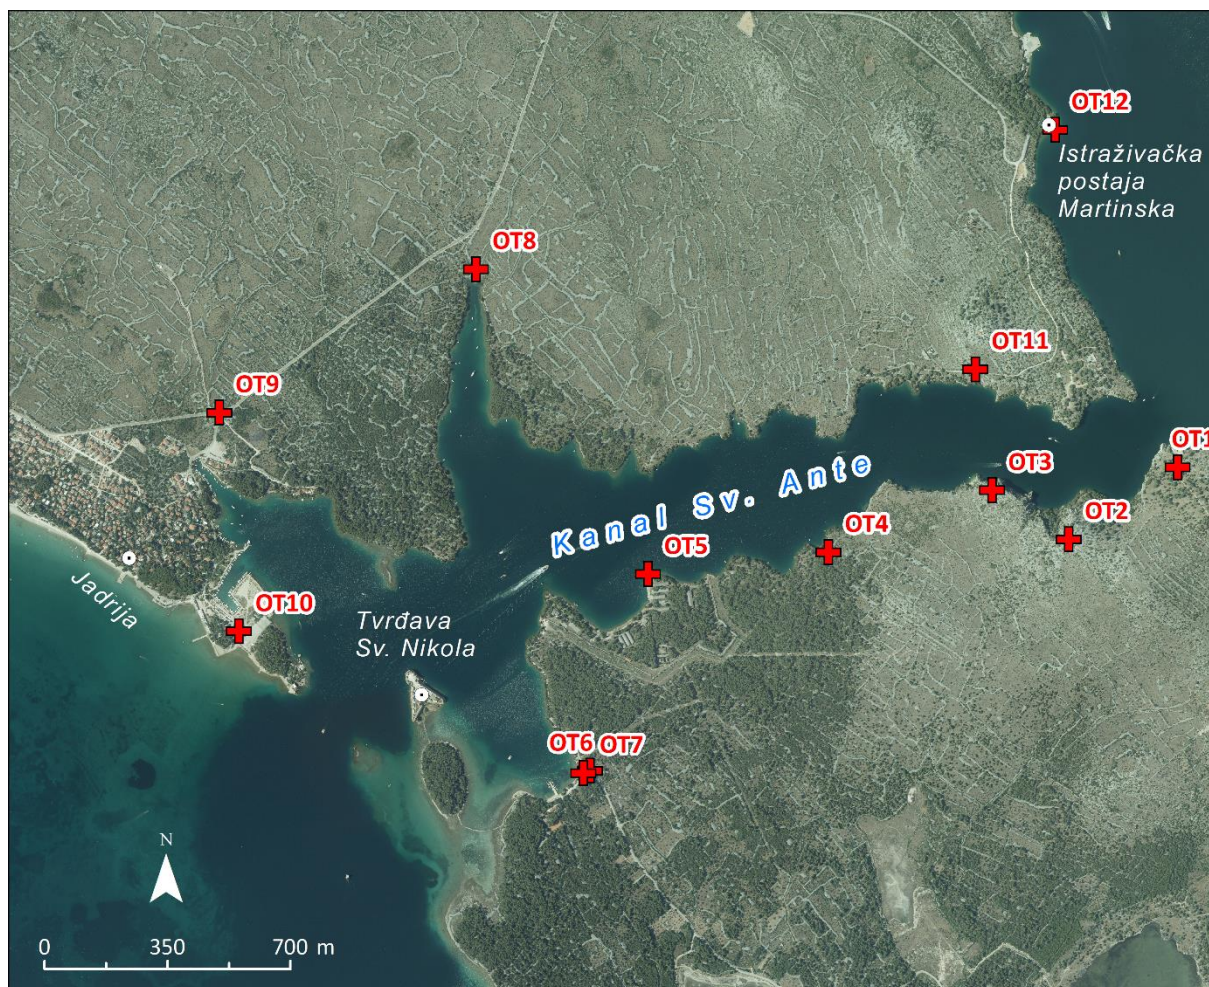 OT12
Istraživačka
postaja
Martinska
OT8
OT11
OT9
OT1
OT3
Kanal Sv. Ante
OT2
OT4
OT5
Jadrija
OT10
Tvrđava
Sv. Nikola
OT6 OT7
N
0 350 700 m